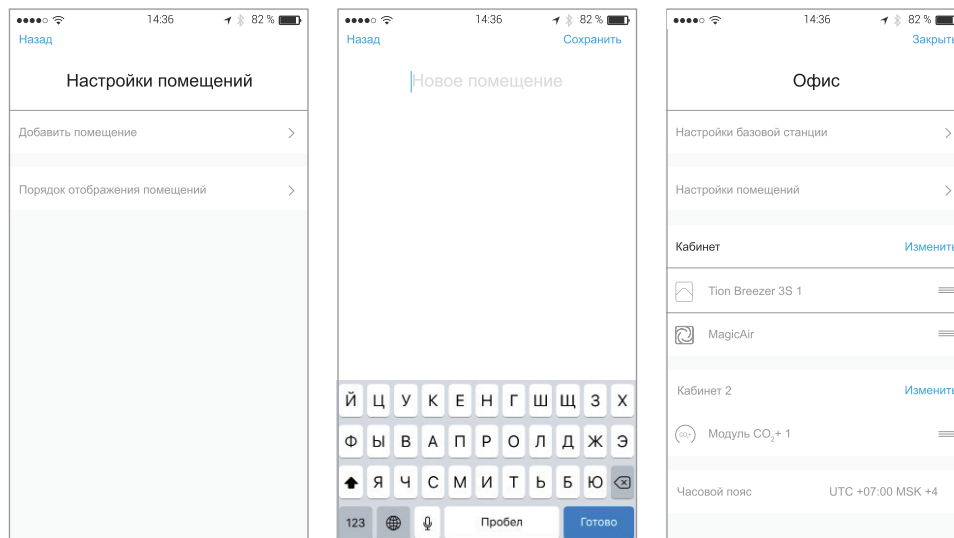 14:36
82 %
Назад
Настройки помещений
Добавить помещение
Порядок отображения помещений
14:36
82 %
Назад
Сохранить
Новое помещение
Й Ц У К Е Н Г Ш Щ З Х
Ф Ы В А П Р О Л Д Ж Э
Я Ч С М И Т Ь Б Ю
123
Пробел
Готово
14:36
82 %
Закрыть
Офис
Настройки базовой станции
Настройки помещений
Кабинет
Изменить
Tion Breezer 3S 1
MagicAir
Кабинет 2
Изменить
CO₂+
Модуль CO₂+ 1
Часовой пояс
UTC +07:00 MSK +4